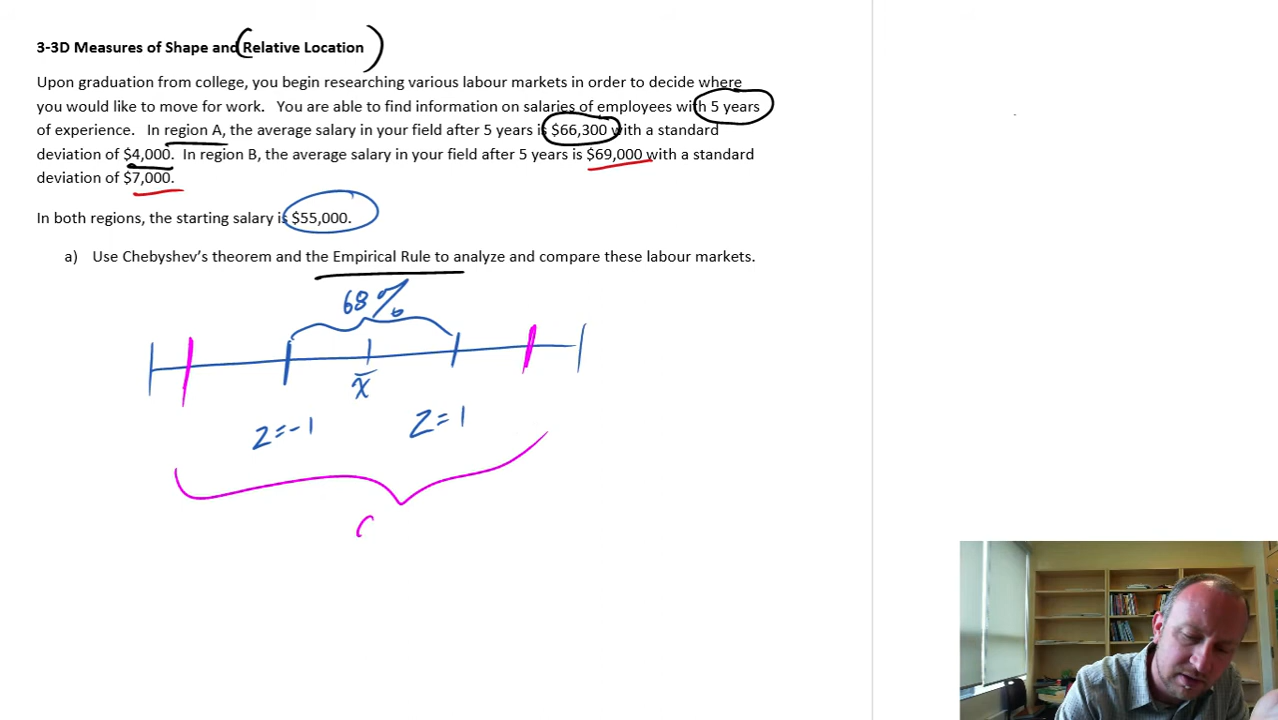 3-3D Measures of Shape and Relative Location
Upon graduation from college, you begin researching various labour markets in order to decide where
you would like to move for work. You are able to find information on salaries of employees with 5 years
of experience. In region A, the average salary in your field after 5 years is $66,300 with a standard
deviation of $4,000. In region B, the average salary in your field after 5 years is $69,000 with a standard
deviation of $7,000.
In both regions, the starting salary is $55,000.
a) Use Chebyshev's theorem and the Empirical Rule to analyze and compare these labour markets.
68%
x̄
z=-1
z=1